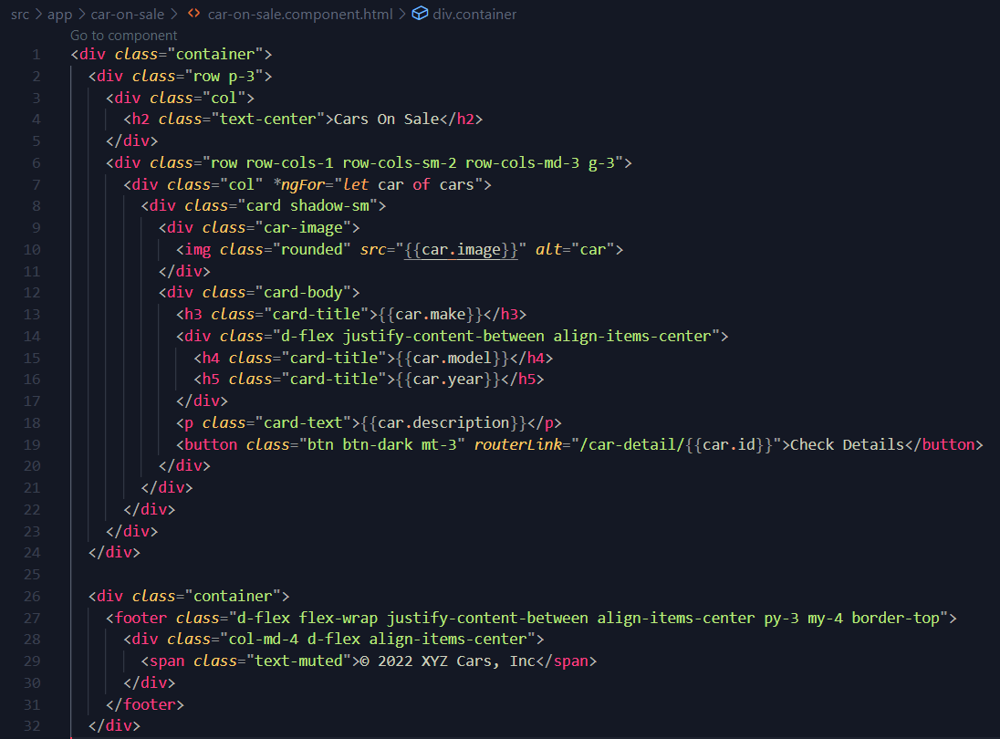 src > app > car-on-sale > <> car-on-sale.component.html > div.container
Go to component
1 <div class="container">
2 <div class="row p-3">
3 <div class="col">
4 <h2 class="text-center">Cars On Sale</h2>
5 </div>
6 <div class="row row-cols-1 row-cols-sm-2 row-cols-md-3 g-3">
7 <div class="col" *ngFor="let car of cars">
8 <div class="card shadow-sm">
9 <div class="car-image">
10 <img class="rounded" src="{{car.image}}" alt="car">
11 </div>
12 <div class="card-body">
13 <h3 class="card-title">{{car.make}}</h3>
14 <div class="d-flex justify-content-between align-items-center">
15 <h4 class="card-title">{{car.model}}</h4>
16 <h5 class="card-title">{{car.year}}</h5>
17 </div>
18 <p class="card-text">{{car.description}}</p>
19 <button class="btn btn-dark mt-3" routerLink="/car-detail/{{car.id}}">Check Details</button>
20 </div>
21 </div>
22 </div>
23 </div>
24 </div>
25
26 <div class="container">
27 <footer class="d-flex flex-wrap justify-content-between align-items-center py-3 my-4 border-top">
28 <div class="col-md-4 d-flex align-items-center">
29 <span class="text-muted">© 2022 XYZ Cars, Inc</span>
30 </div>
31 </footer>
32 </div>